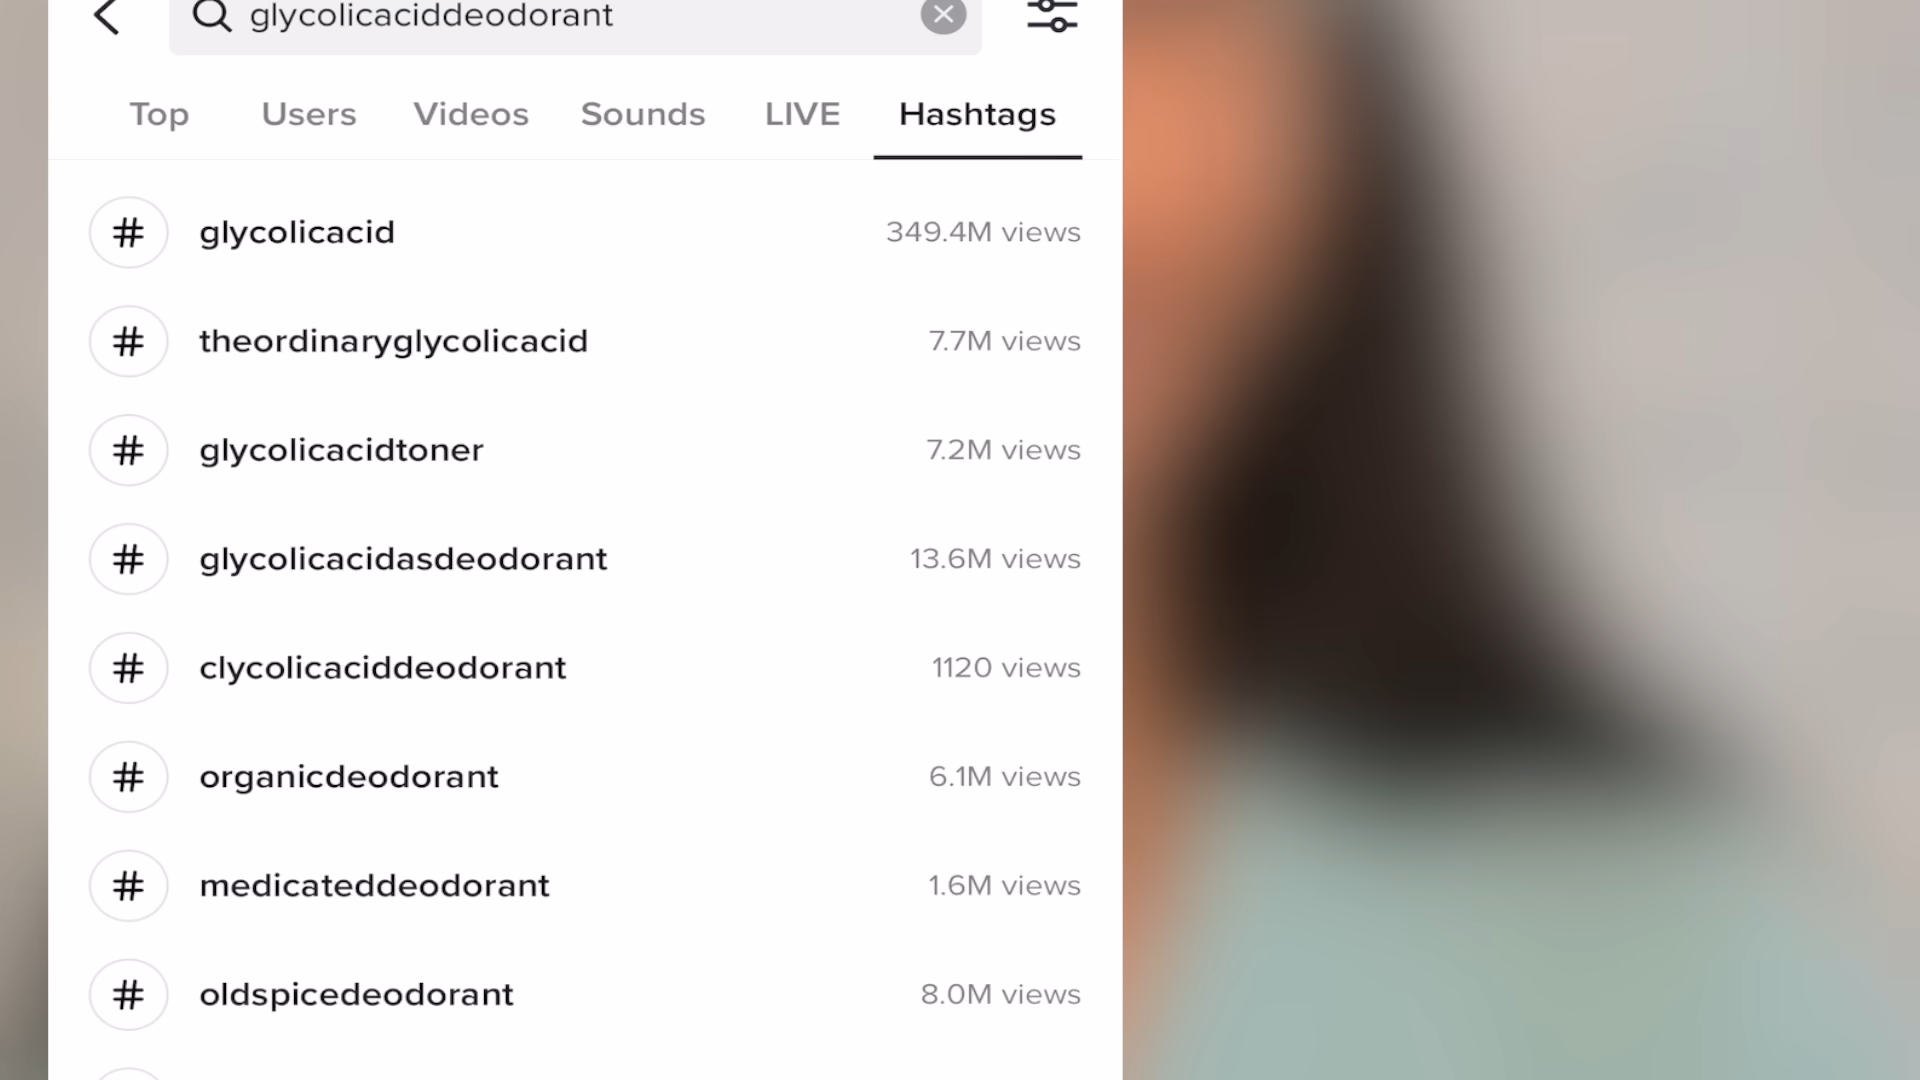 glycolicaciddeodorant
Top Users Videos Sounds LIVE Hashtags
# glycolicacid 349.4M views
# theordinaryglycolicacid 7.7M views
# glycolicacidtoner 7.2M views
# glycolicacidasdeodorant 13.6M views
# clycolicaciddeodorant 1120 views
# organicdeodorant 6.1M views
# medicateddeodorant 1.6M views
# oldspicedeodorant 8.0M views